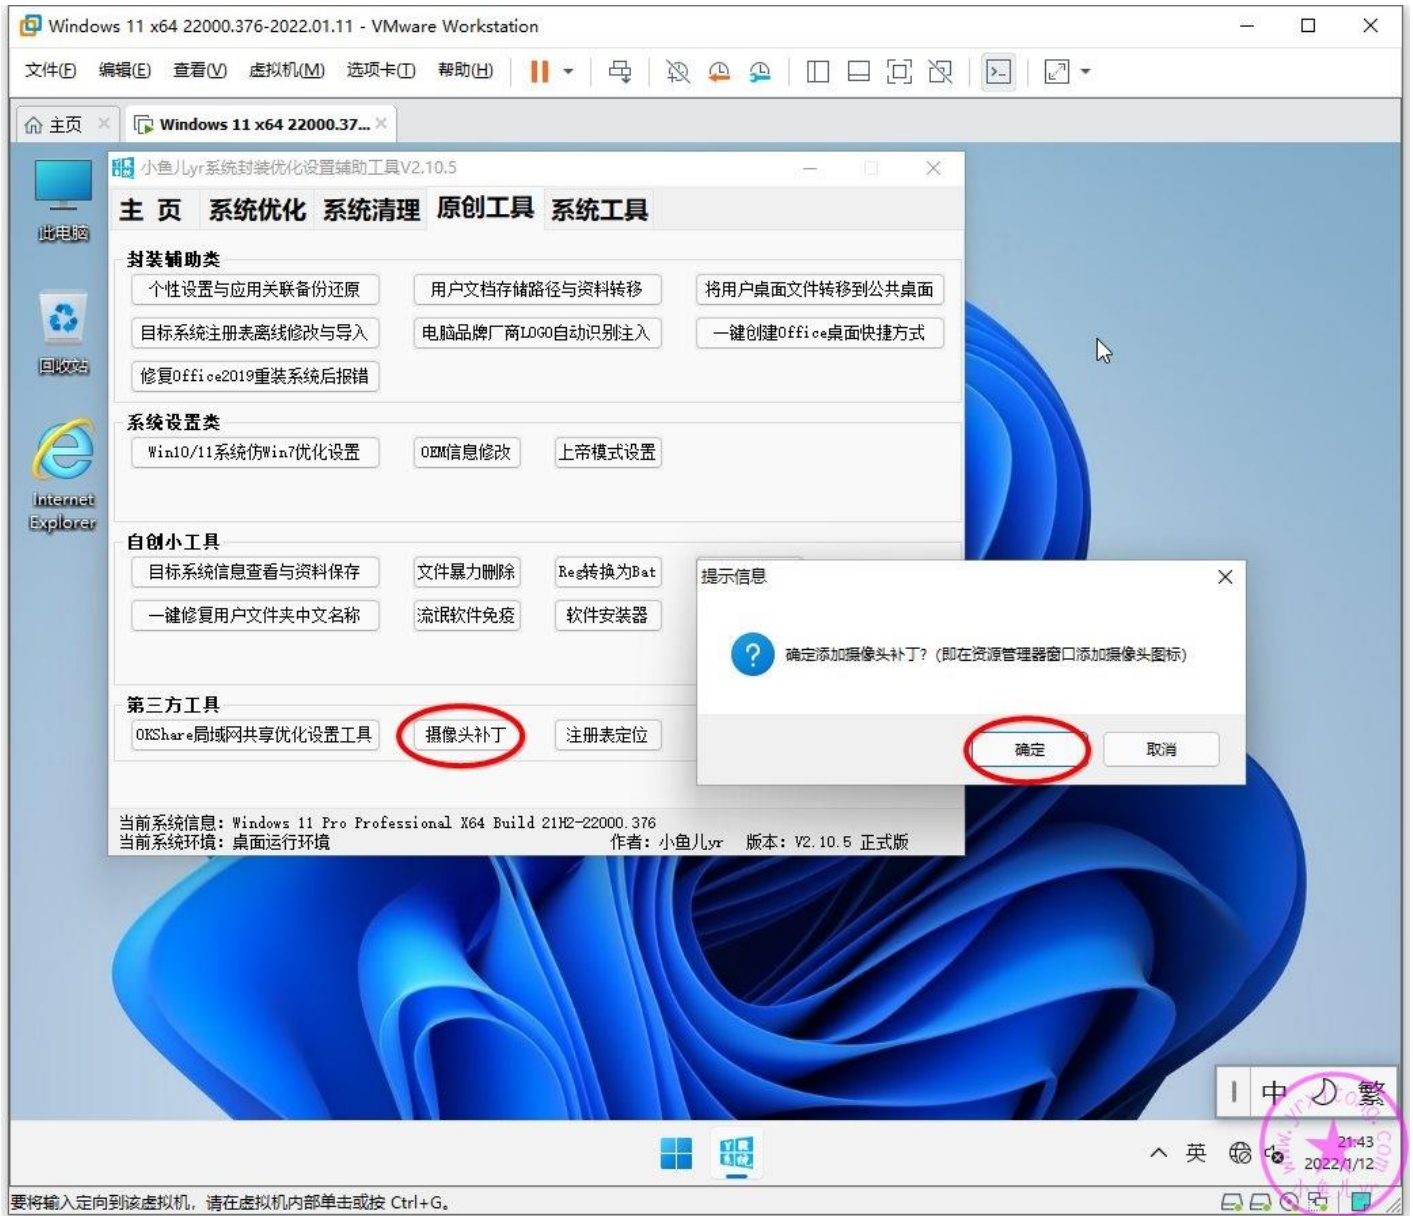 Windows 11 x64 22000.376-2022.01.11 - VMware Workstation
文件(F) 编辑(E) 查看(V) 虚拟机(M) 选项卡(T) 帮助(H)
主页 Windows 11 x64 22000.37...
小鱼儿yr系统封装优化设置辅助工具V2.10.5
主 页 系统优化 系统清理 原创工具 系统工具
此电脑
回收站
Internet
Explorer
封装辅助类
个性设置与应用关联备份还原 用户文档存储路径与资料转移 将用户桌面文件转移到公共桌面
目标系统注册表离线修改与导入 电脑品牌厂商LOGO自动识别注入 一键创建Office桌面快捷方式
修复Office2019重装系统后报错
系统设置类
Win10/11系统仿Win7优化设置 OEM信息修改 上帝模式设置
自创小工具
目标系统信息查看与资料保存 文件暴力删除 Reg转换为Bat
一键修复用户文件夹中文名称 流氓软件免疫 软件安装器
第三方工具
OKShare局域网共享优化设置工具 摄像头补丁 注册表定位
提示信息
确定添加摄像头补丁？(即在资源管理器窗口添加摄像头图标)
确定 取消
当前系统信息：Windows 11 Pro Professional X64 Build 21H2-22000.376
当前系统环境：桌面运行环境 作者：小鱼儿yr 版本：V2.10.5 正式版
中 繁
YR
系统
英
21:43
2022/1/12
www.yrxitong.com
小鱼儿yr
要将输入定向到该虚拟机，请在虚拟机内部单击或按 Ctrl+G。